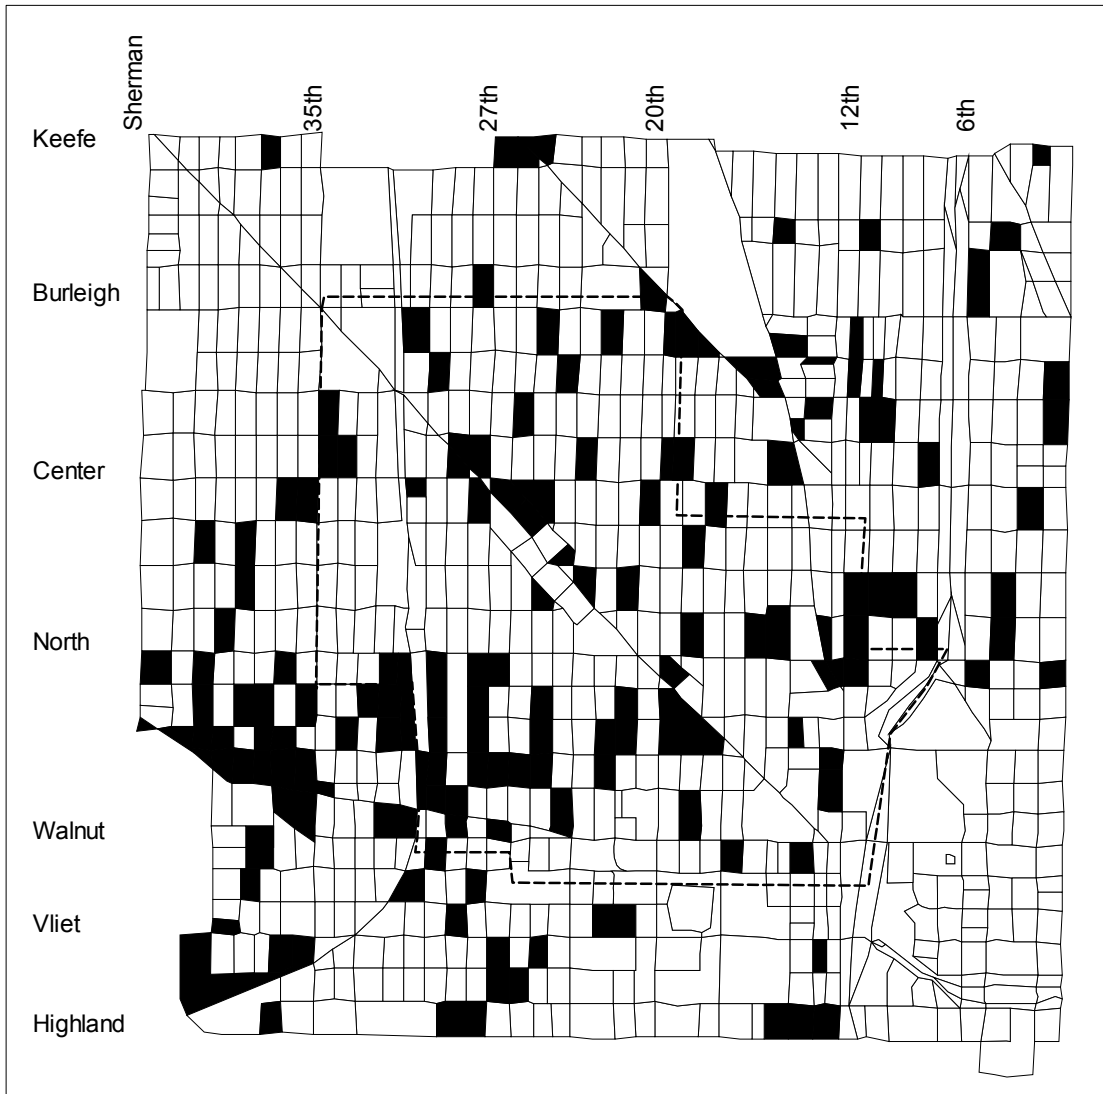 Sherman
35th
27th
20th
12th
6th
Keefe
Burleigh
Center
North
Walnut
Vliet
Highland